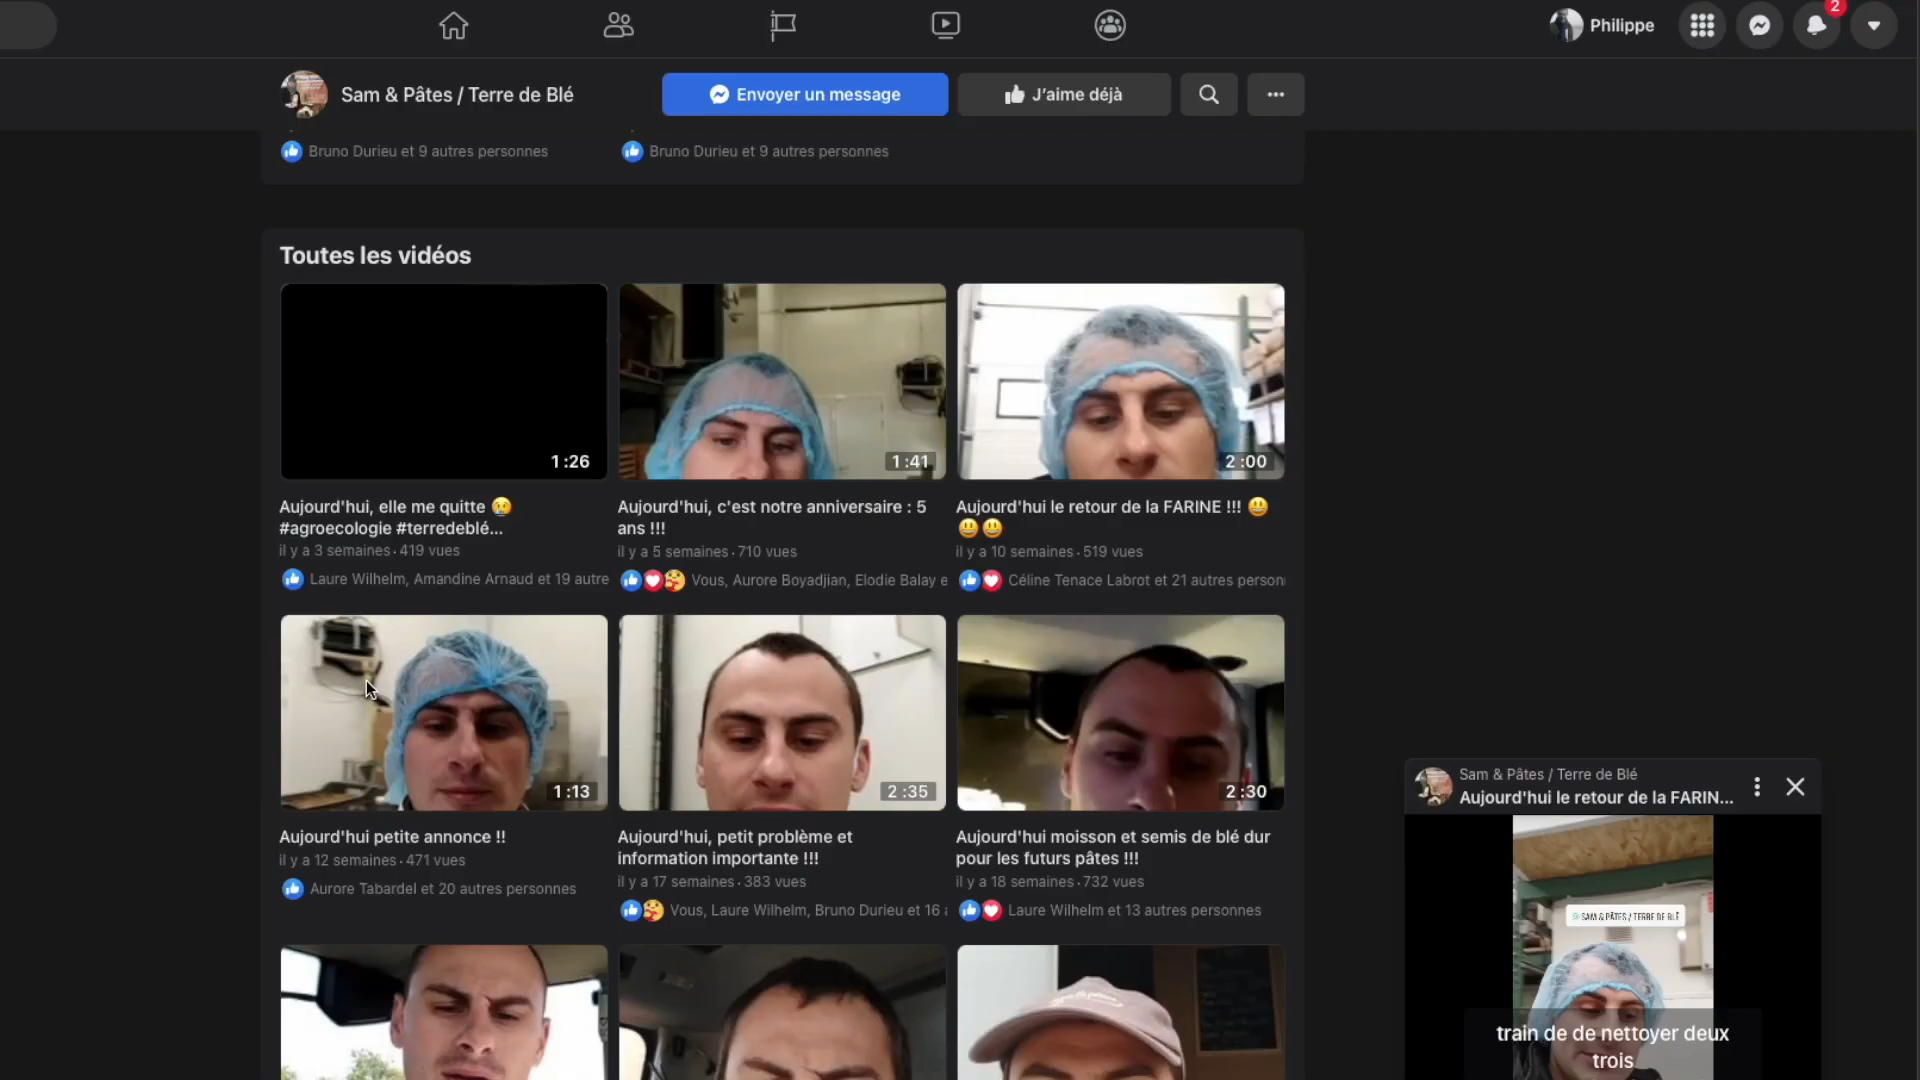 Philippe
2
Sam & Pâtes / Terre de Blé
Envoyer un message
J'aime déjà
Bruno Durieu et 9 autres personnes
Bruno Durieu et 9 autres personnes
Toutes les vidéos
1:26
1:41
2:00
Aujourd'hui, elle me quitte 😢
#agroecologie #terredeblé...
il y a 3 semaines · 419 vues
Laure Wilhelm, Amandine Arnaud et 19 autre
Aujourd'hui, c'est notre anniversaire : 5
ans !!!
il y a 5 semaines · 710 vues
Vous, Aurore Boyadjian, Elodie Balay e
Aujourd'hui le retour de la FARINE !!! 😃
😃😃
il y a 10 semaines · 519 vues
Céline Tenace Labrot et 21 autres person
1:13
2:35
2:30
Aujourd'hui petite annonce !!
il y a 12 semaines · 471 vues
Aurore Tabardel et 20 autres personnes
Aujourd'hui, petit problème et
information importante !!!
il y a 17 semaines · 383 vues
Vous, Laure Wilhelm, Bruno Durieu et 16
Aujourd'hui moisson et semis de blé dur
pour les futurs pâtes !!!
il y a 18 semaines · 732 vues
Laure Wilhelm et 13 autres personnes
Sam & Pâtes / Terre de Blé
Aujourd'hui le retour de la FARIN...
SAM & PÂTES / TERRE DE BLÉ
train de de nettoyer deux
trois